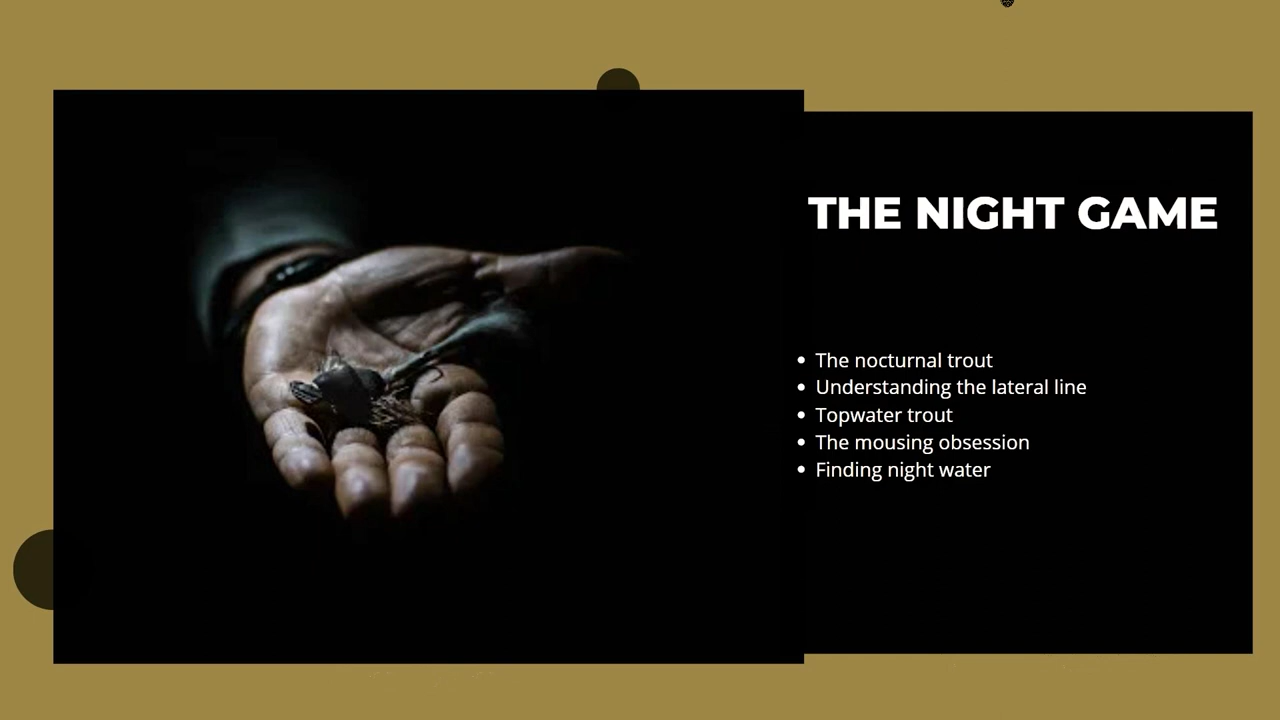 THE NIGHT GAME
• The nocturnal trout
• Understanding the lateral line
• Topwater trout
• The mousing obsession
• Finding night water